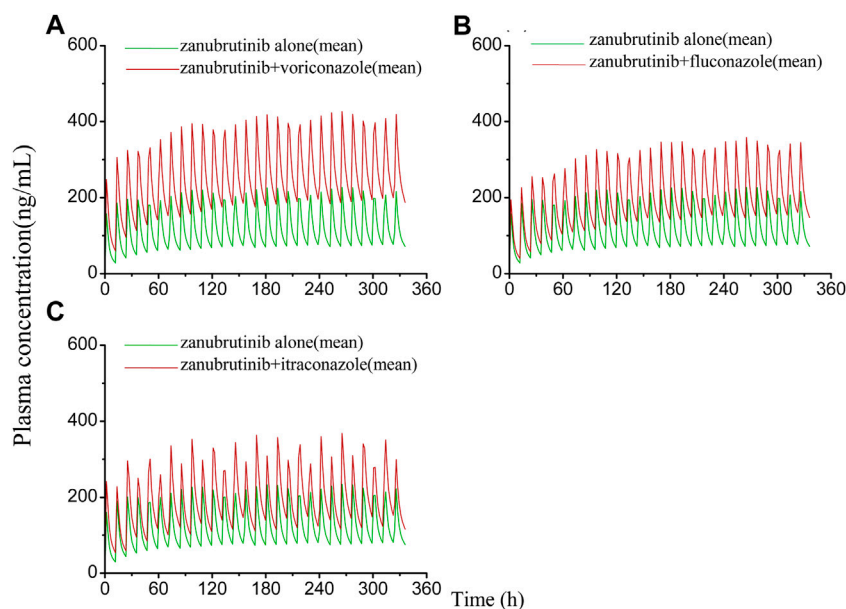 A
zanubrutinib alone(mean)
zanubrutinib+voriconazole(mean)
600
400
200
0
0 60 120 180 240 300 360
B
zanubrutinib alone(mean)
zanubrutinib+fluconazole(mean)
600
400
200
0
0 60 120 180 240 300 360
C
zanubrutinib alone(mean)
zanubrutinib+itraconazole(mean)
600
400
200
0
0 60 120 180 240 300 360
Plasma concentration(ng/mL)
Time (h)